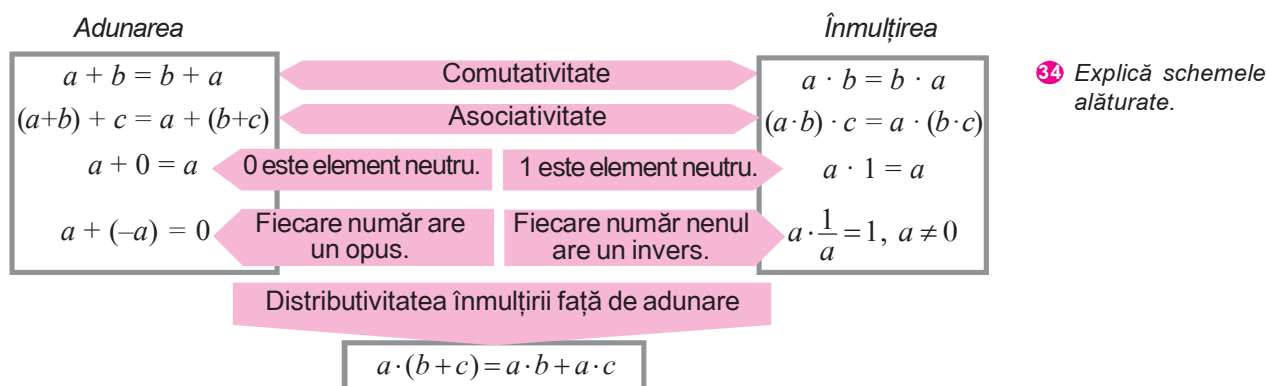 Adunarea
Înmulțirea
a + b = b + a
Comutativitate
a · b = b · a
(a+b) + c = a + (b+c)
Asociativitate
(a·b) · c = a · (b·c)
a + 0 = a
0 este element neutru.
1 este element neutru.
a · 1 = a
a + (–a) = 0
Fiecare număr are
un opus.
Fiecare număr nenul
are un invers.
a · 1/a = 1, a ≠ 0
Distributivitatea înmulțirii față de adunare
a·(b+c) = a·b + a·c
34 Explică schemele
alăturate.